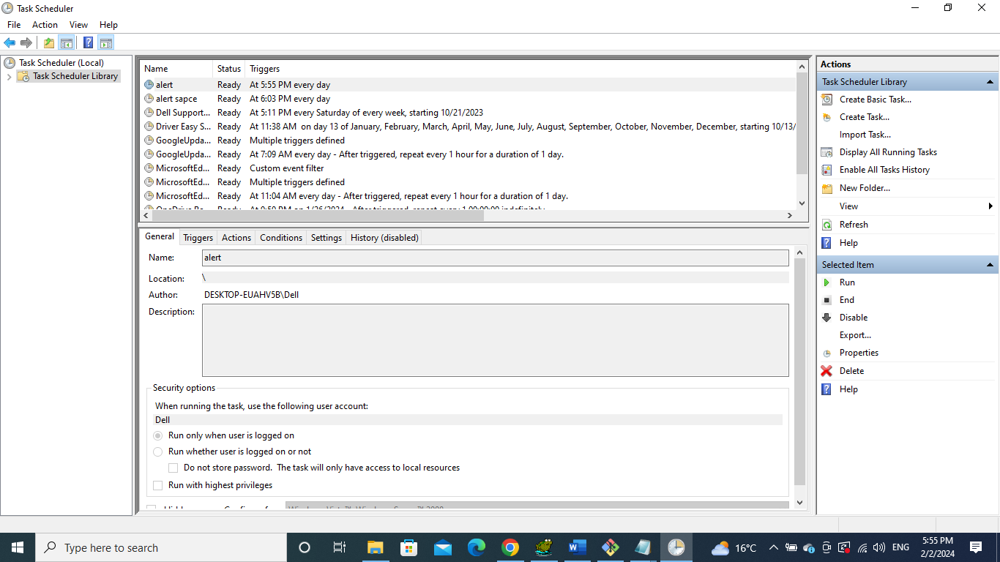 Task Scheduler
File Action View Help
Task Scheduler (Local)
Task Scheduler Library
Name Status Triggers
alert Ready At 5:55 PM every day
alert sapce Ready At 6:03 PM every day
Dell Support... Ready At 5:11 PM every Saturday of every week, starting 10/21/2023
Driver Easy S... Ready At 11:38 AM on day 13 of January, February, March, April, May, June, July, August, September, October, November, December, starting 10/13/
GoogleUpda... Ready Multiple triggers defined
GoogleUpda... Ready At 7:09 AM every day - After triggered, repeat every 1 hour for a duration of 1 day.
MicrosoftEd... Ready Custom event filter
MicrosoftEd... Ready Multiple triggers defined
MicrosoftEd... Ready At 11:04 AM every day - After triggered, repeat every 1 hour for a duration of 1 day.
General Triggers Actions Conditions Settings History (disabled)
Name: alert
Location: \
Author: DESKTOP-EUAHV5B\Dell
Description:
Security options
When running the task, use the following user account:
Dell
Run only when user is logged on
Run whether user is logged on or not
Do not store password. The task will only have access to local resources
Run with highest privileges
Actions
Task Scheduler Library
Create Basic Task...
Create Task...
Import Task...
Display All Running Tasks
Enable All Tasks History
New Folder...
View
Refresh
Help
Selected Item
Run
End
Disable
Export...
Properties
Delete
Help
Type here to search
16°C
ENG
5:55 PM
2/2/2024